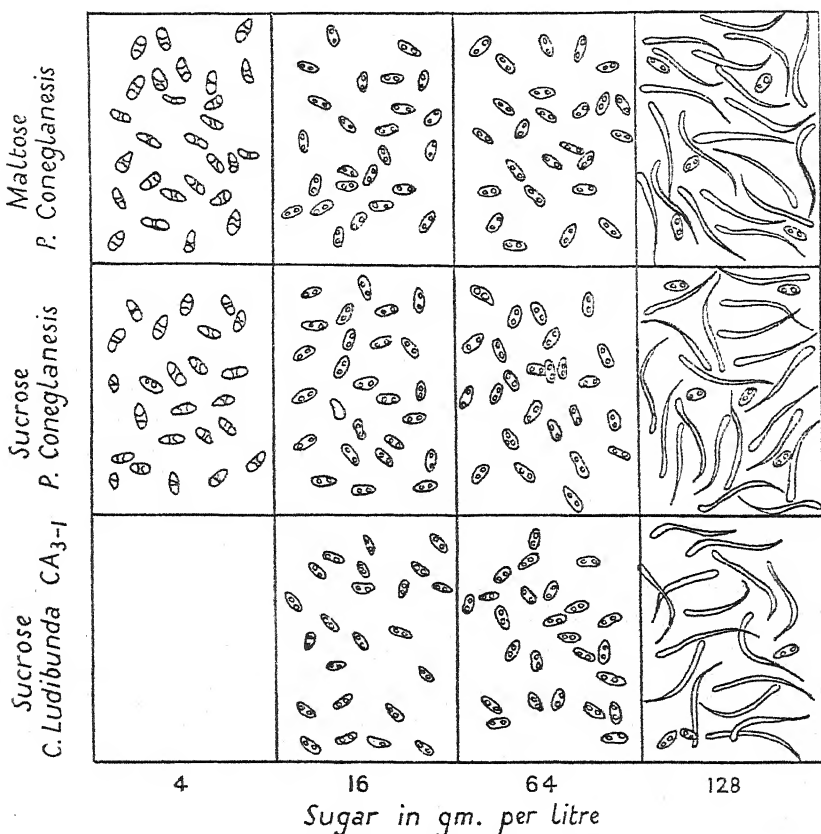 Maltose
P. Coneglanesis
Sucrose
P. Coneglanesis
Sucrose CA3-1
C. Ludibunda
4 16 64 128
Sugar in gm. per litre